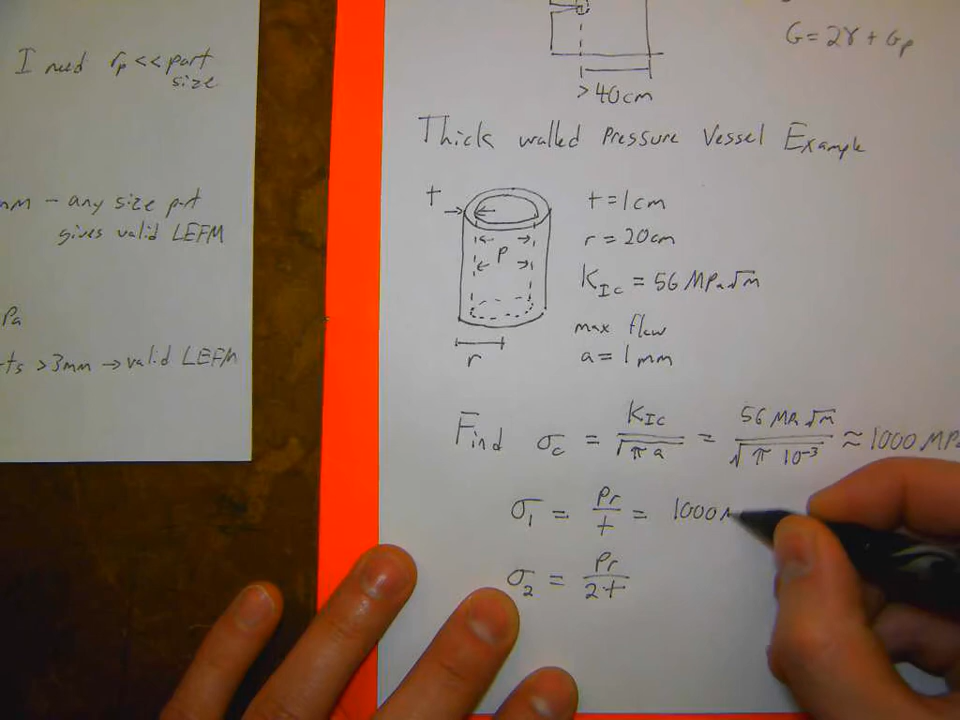 I need rp << part
size
mm - any size part
gives valid LEFM
Pa
ts > 3mm → valid LEFM
G = 2γ + Gp
> 40cm
Thick walled Pressure Vessel Example
t
P
r
t = 1cm
r = 20cm
KIc = 56 MPa√m
max flaw
a = 1mm
Find σc = KIc / √π a = 56 MPa√m / √π 10⁻³ ≈ 1000 MPa
σ1 = Pr / t = 1000 M
σ2 = Pr / 2t